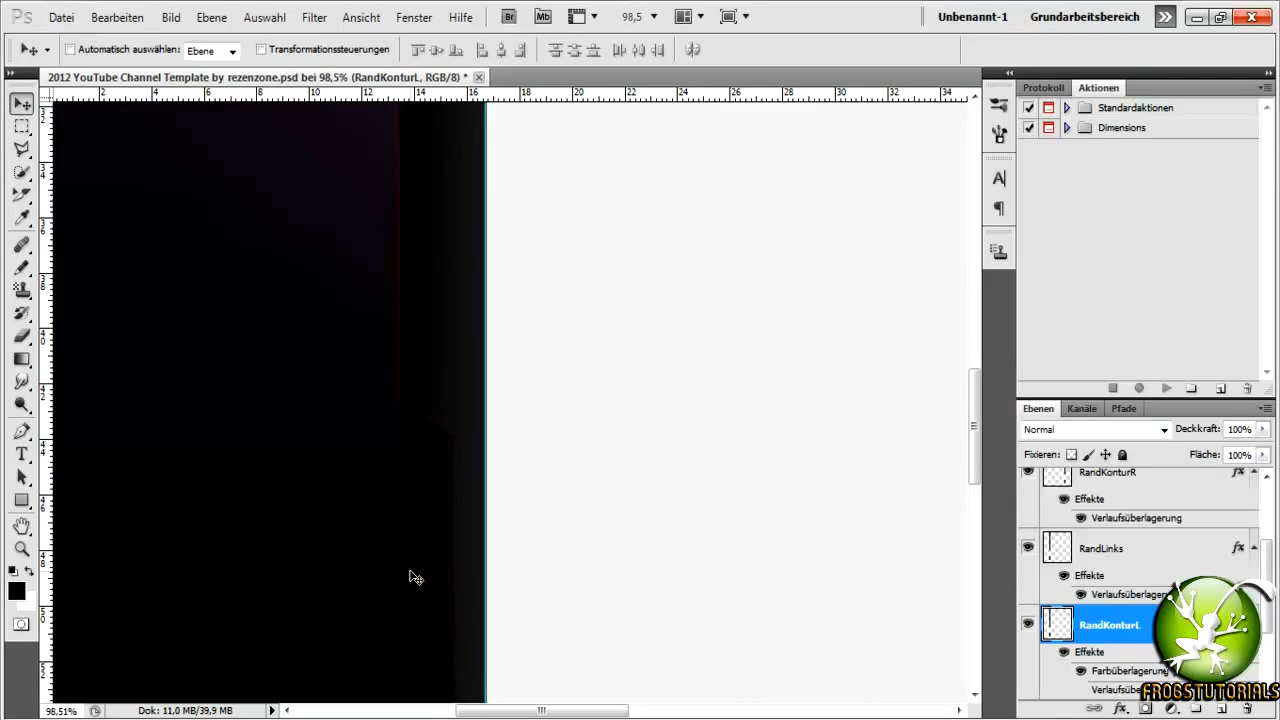 Ps Datei Bearbeiten Bild Ebene Auswahl Filter Ansicht Fenster Hilfe Br Mb 98,5 Unbenannt-1 Grundarbeitsbereich
Automatisch auswählen: Ebene Transformationssteuerungen
2012 YouTube Channel Template by rezenzone.psd bei 98,5% (RandKonturL, RGB/8) *
Protokoll Aktionen
2 4 6 8 10 12 14 16 18 20 22 24 26 28 30 32 34
Standardaktionen
Dimensions
Ebenen Kanäle Pfade
Normal Deckkraft: 100%
Fixieren: Fläche: 100%
RandKonturR fx
Effekte
Verlaufsüberlagerung
RandLinks fx
Effekte
RandKonturL
Effekte
FROGSTUTORIALS
98,51% Dok: 11,0 MB/39,9 MB